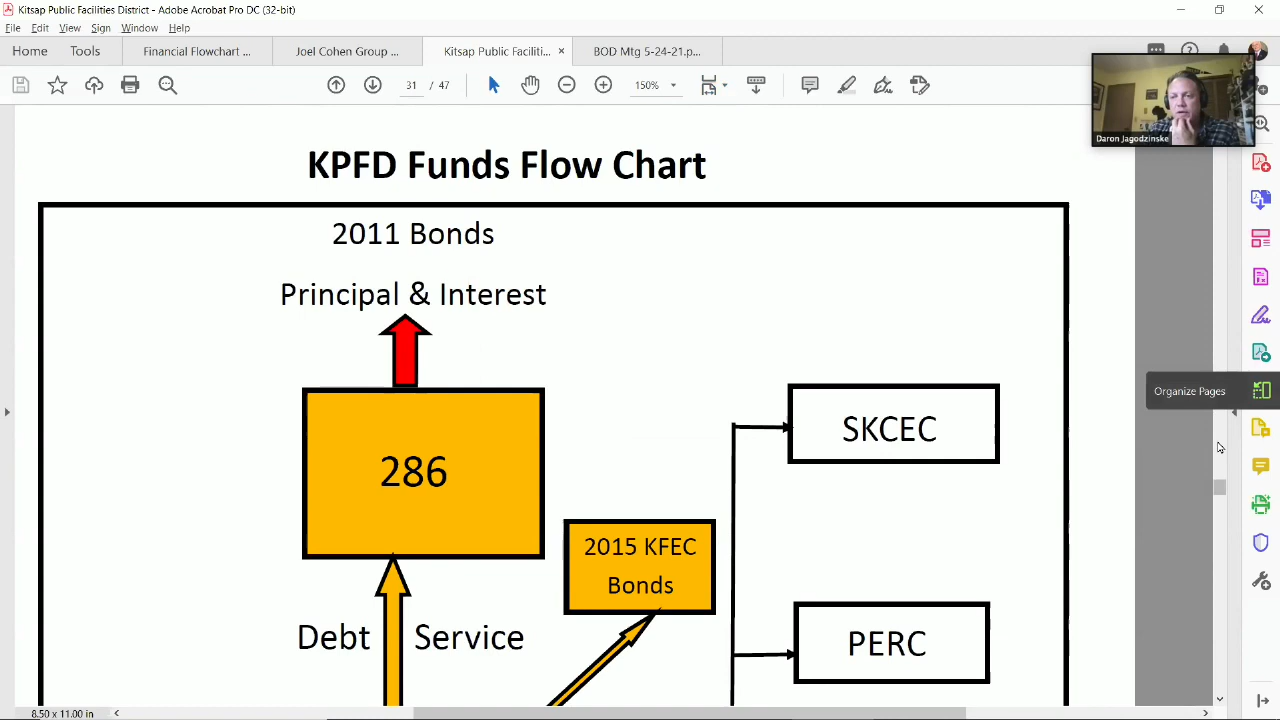 Kitsap Public Facilities District - Adobe Acrobat Pro DC (32-bit)
File Edit View Sign Window Help
Home Tools Financial Flowchart ... Joel Cohen Group ... Kitsap Public Faciliti... × BOD Mtg 5-24-21.p...
31 / 47 150%
Daron Jagodzinske
KPFD Funds Flow Chart
2011 Bonds
Principal & Interest
Organize Pages
SKCEC
286
2015 KFEC
Bonds
Debt Service
PERC
8.50 x 11.00 in